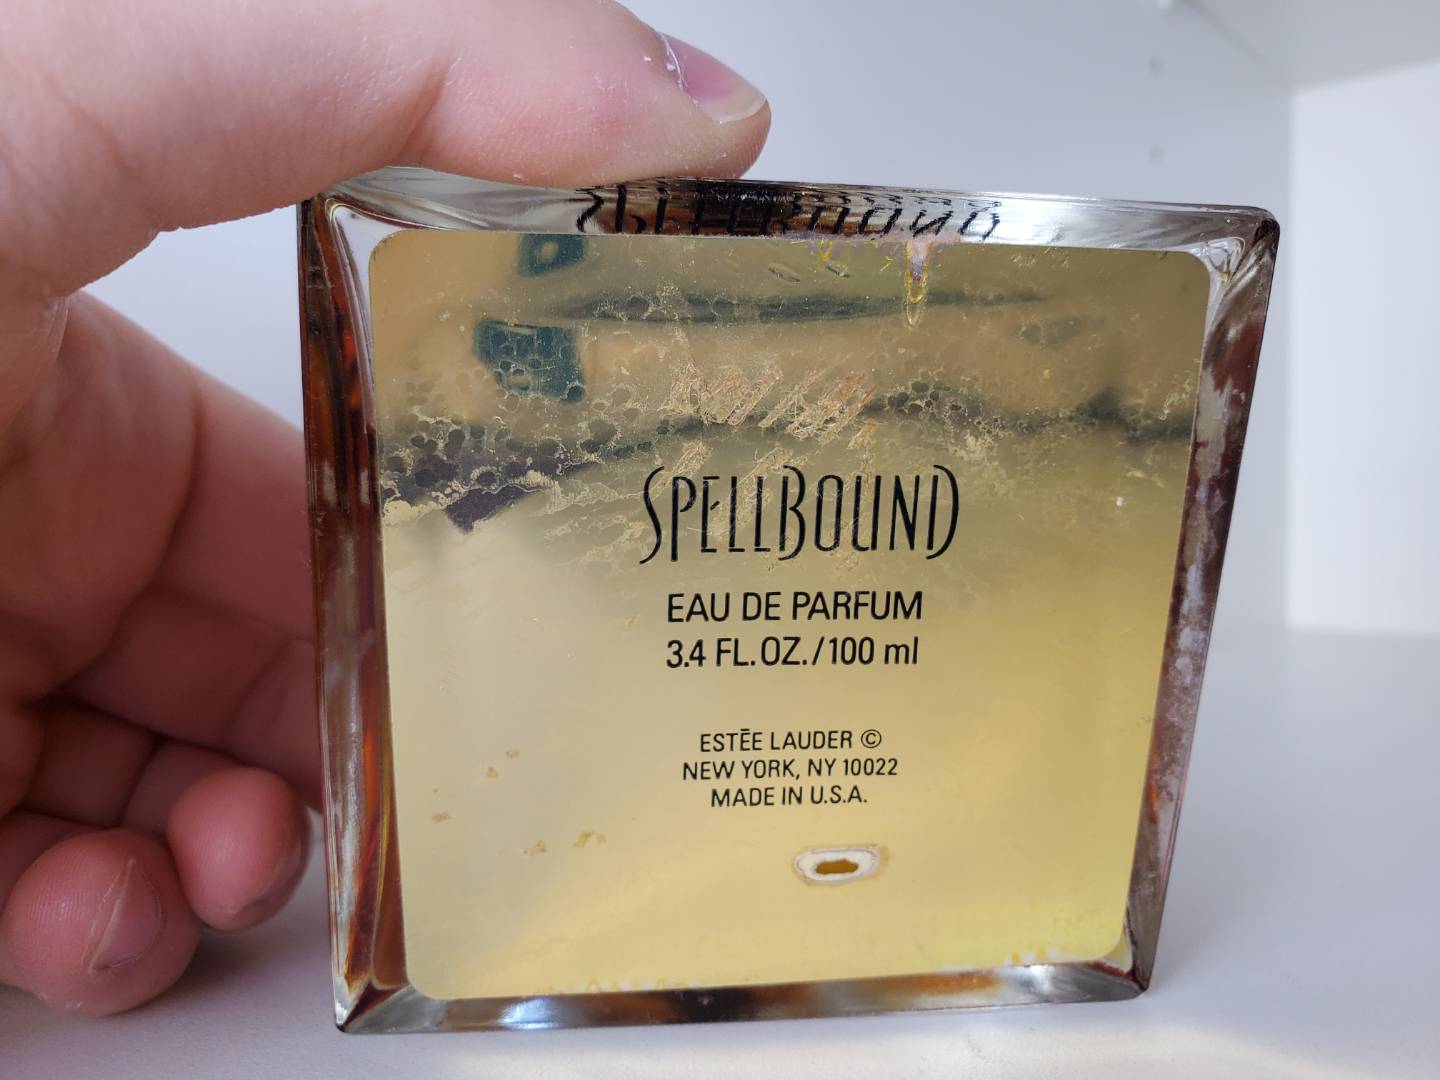 SPELLBOUND
EAU DE PARFUM
3.4 FL. OZ./100 ml
ESTĒE LAUDER ©
NEW YORK, NY 10022
MADE IN U.S.A.